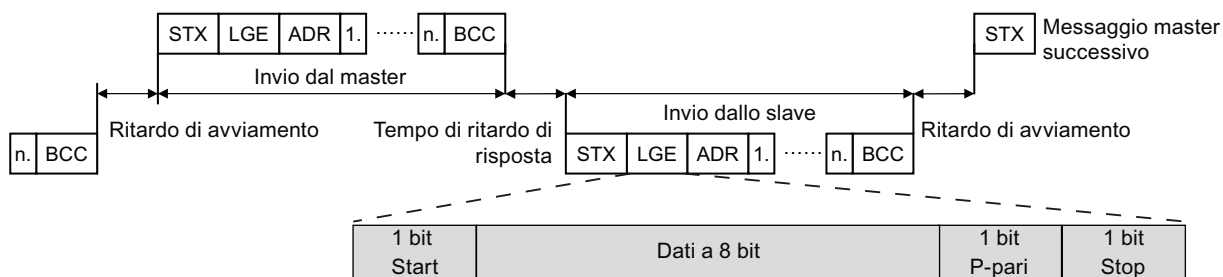 STX LGE ADR 1. ······ n. BCC
STX Messaggio master
successivo
Invio dal master
Invio dallo slave
n. BCC
Ritardo di avviamento
Tempo di ritardo di
risposta
Ritardo di avviamento
STX LGE ADR 1. ······ n. BCC
1 bit
Start
Dati a 8 bit
1 bit
P-pari
1 bit
Stop